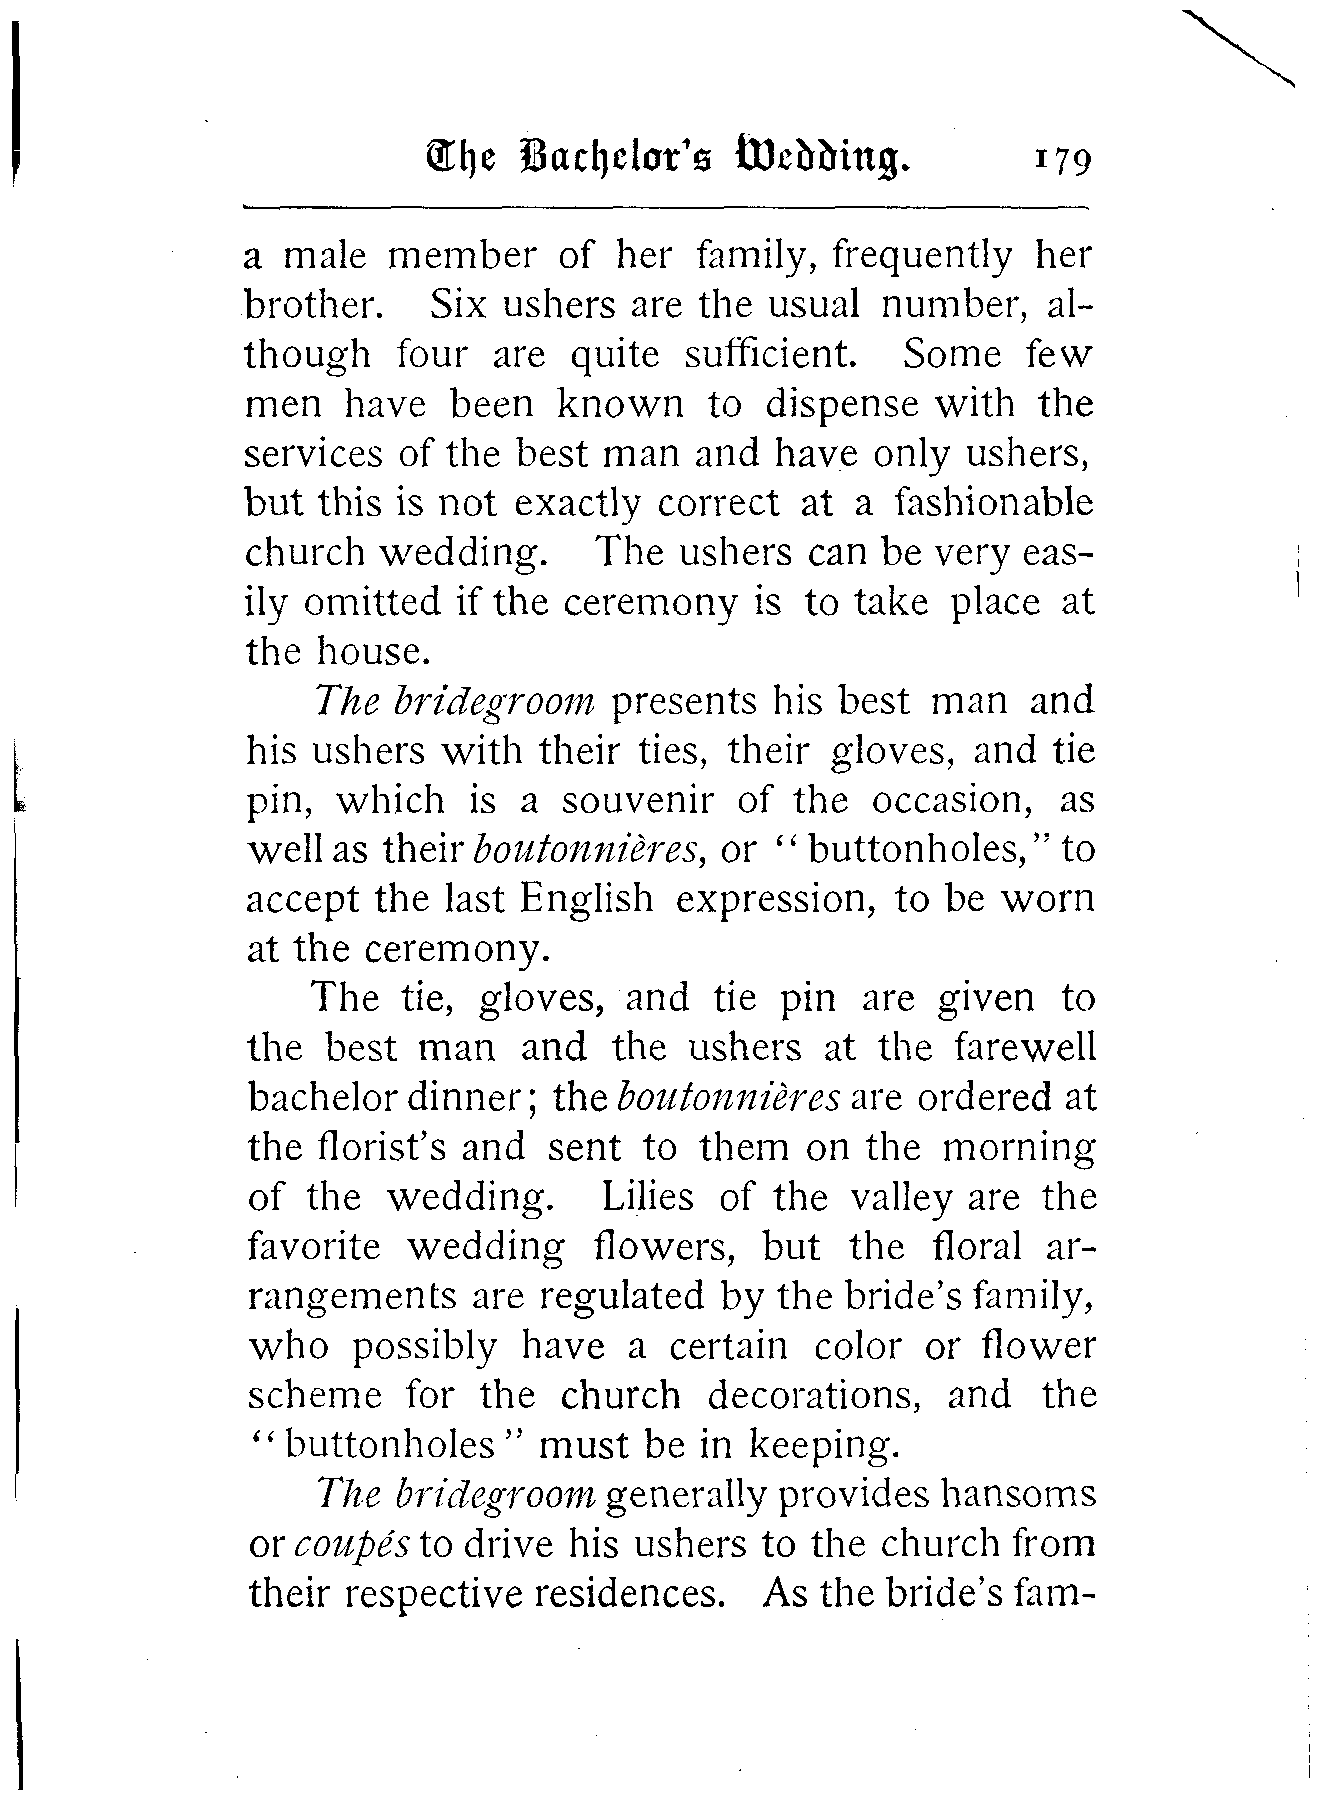 The Bachelor's Wedding. 179
a male member of her family, frequently her
brother. Six ushers are the usual number, al-
though four are quite sufficient. Some few
men have been known to dispense with the
services of the best man and have only ushers,
but this is not exactly correct at a fashionable
church wedding. The ushers can be very eas-
ily omitted if the ceremony is to take place at
the house.
The bridegroom presents his best man and
his ushers with their ties, their gloves, and tie
pin, which is a souvenir of the occasion, as
well as their boutonnières, or “buttonholes,” to
accept the last English expression, to be worn
at the ceremony.
The tie, gloves, and tie pin are given to
the best man and the ushers at the farewell
bachelor dinner; the boutonnières are ordered at
the florist's and sent to them on the morning
of the wedding. Lilies of the valley are the
favorite wedding flowers, but the floral ar-
rangements are regulated by the bride's family,
who possibly have a certain color or flower
scheme for the church decorations, and the
“buttonholes” must be in keeping.
The bridegroom generally provides hansoms
or coupés to drive his ushers to the church from
their respective residences. As the bride's fam-